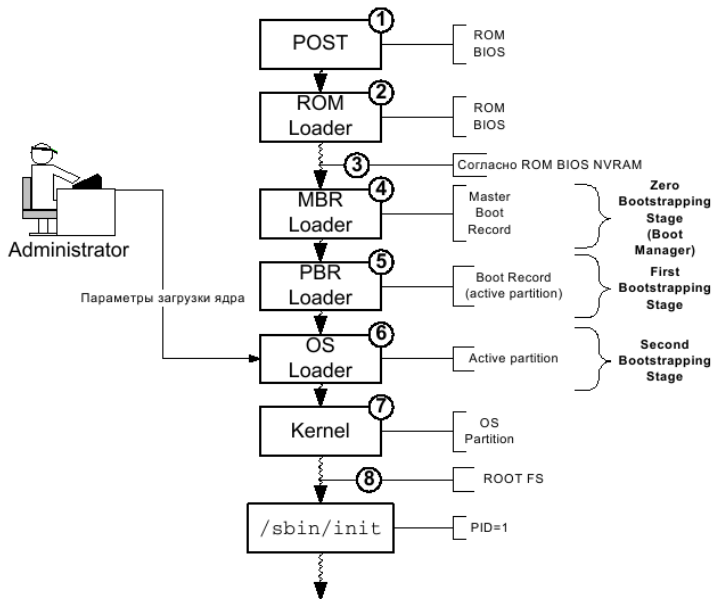 1
POST
ROM
BIOS
2
ROM
Loader
ROM
BIOS
3
Согласно ROM BIOS NVRAM
4
MBR
Loader
Master
Boot
Record
Zero
Bootstrapping
Stage
(Boot
Manager)
Administrator
5
PBR
Loader
Boot Record
(active partition)
First
Bootstrapping
Stage
Параметры загрузки ядра
6
OS
Loader
Active partition
Second
Bootstrapping
Stage
7
Kernel
OS
Partition
8
ROOT FS
/sbin/init
PID=1